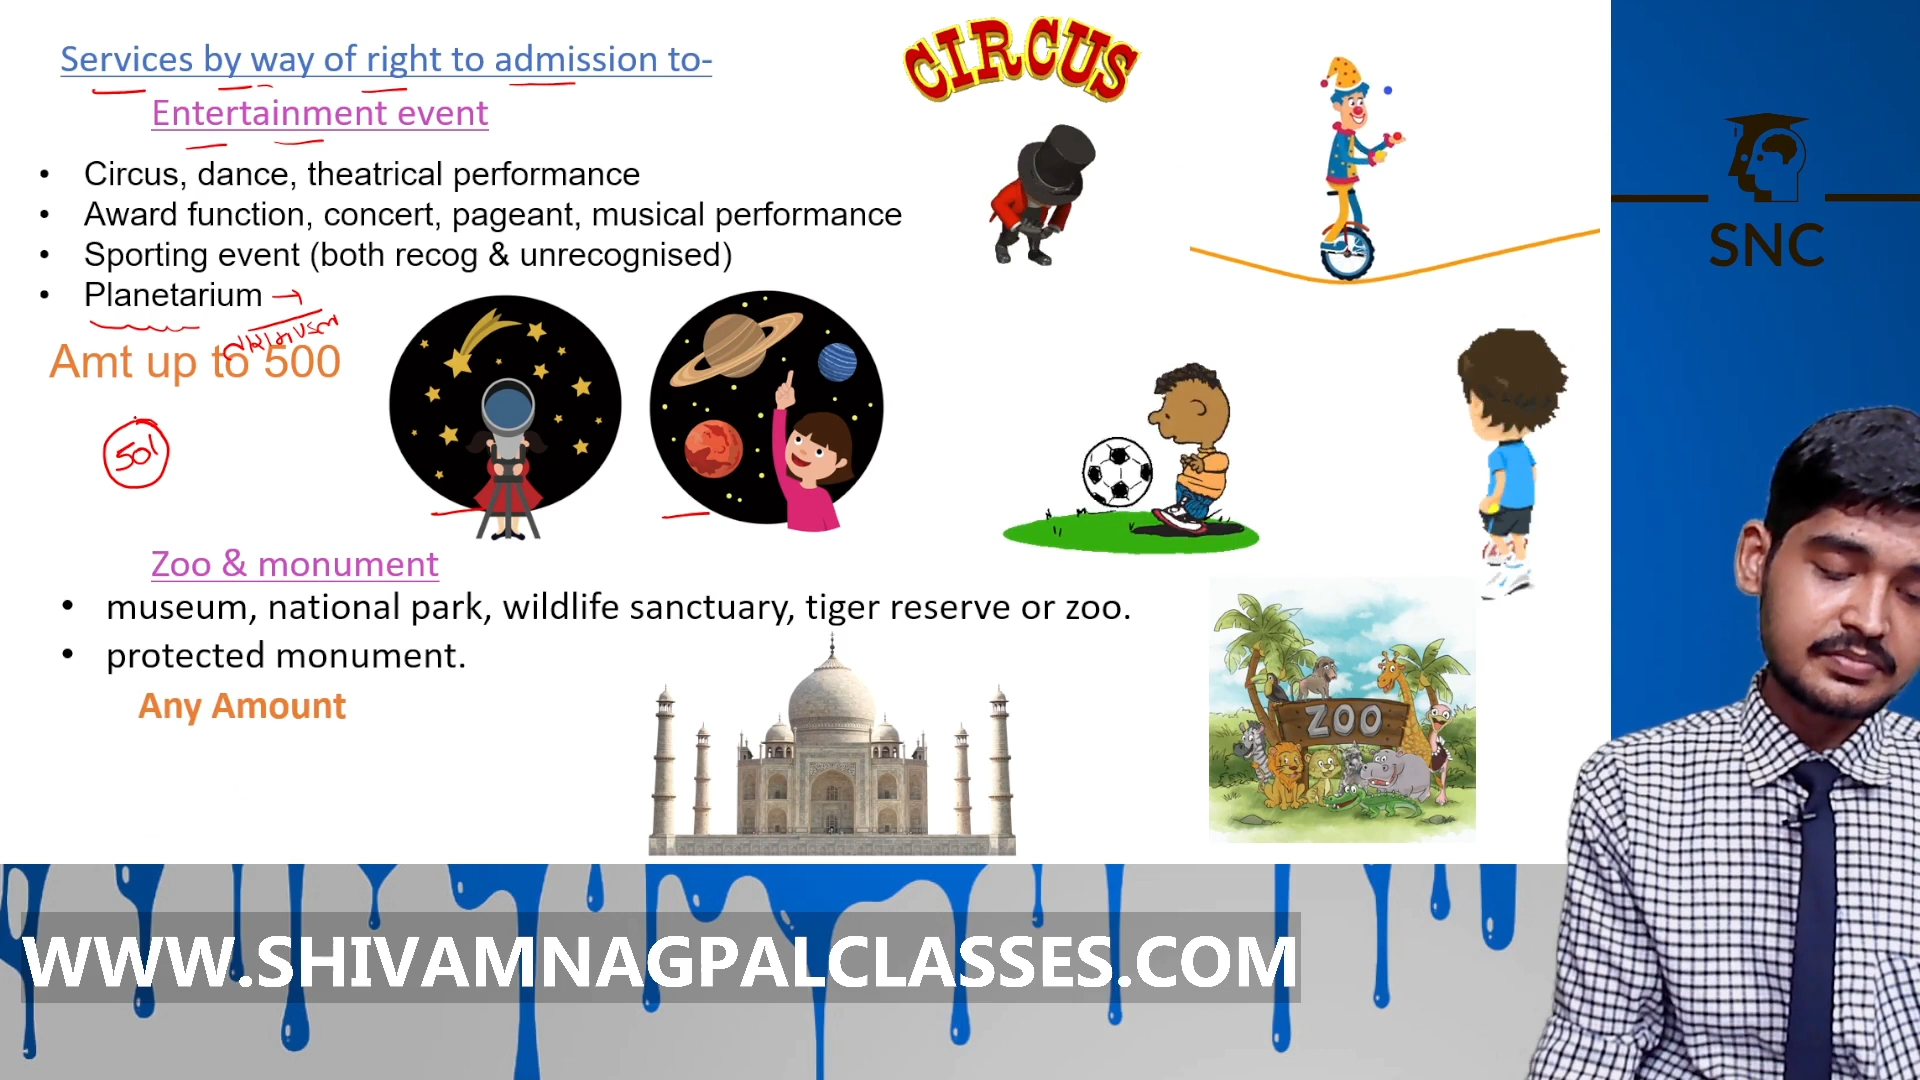 Services by way of right to admission to-
Entertainment event
• Circus, dance, theatrical performance
• Award function, concert, pageant, musical performance
• Sporting event (both recog & unrecognised)
• Planetarium →
Amt up to 500
501
Zoo & monument
• museum, national park, wildlife sanctuary, tiger reserve or zoo.
• protected monument.
Any Amount
CIRCUS
ZOO
SNC
WWW.SHIVAMNAGPALCLASSES.COM